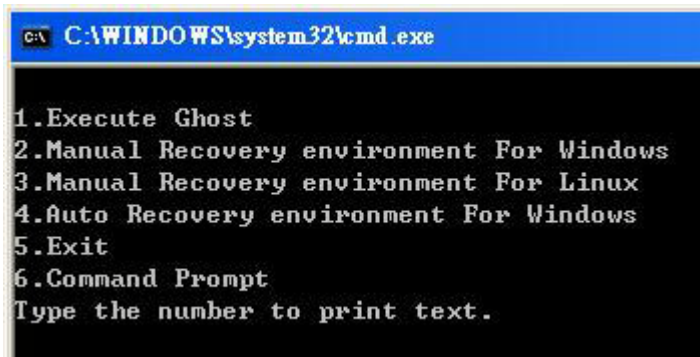 C:\WINDOWS\system32\cmd.exe
1.Execute Ghost
2.Manual Recovery environment For Windows
3.Manual Recovery environment For Linux
4.Auto Recovery environment For Windows
5.Exit
6.Command Prompt
Type the number to print text.